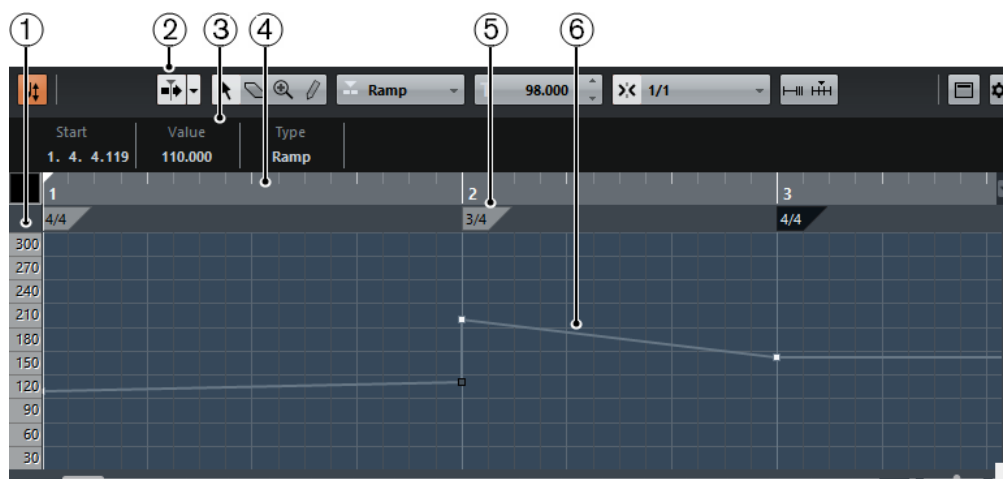 ① ② ③ ④ ⑤ ⑥
Ramp 98.000 1/1
Start Value Type
1. 4. 4.119 110.000 Ramp
1 2 3
4/4 3/4 4/4
300
270
240
210
180
150
120
90
60
30